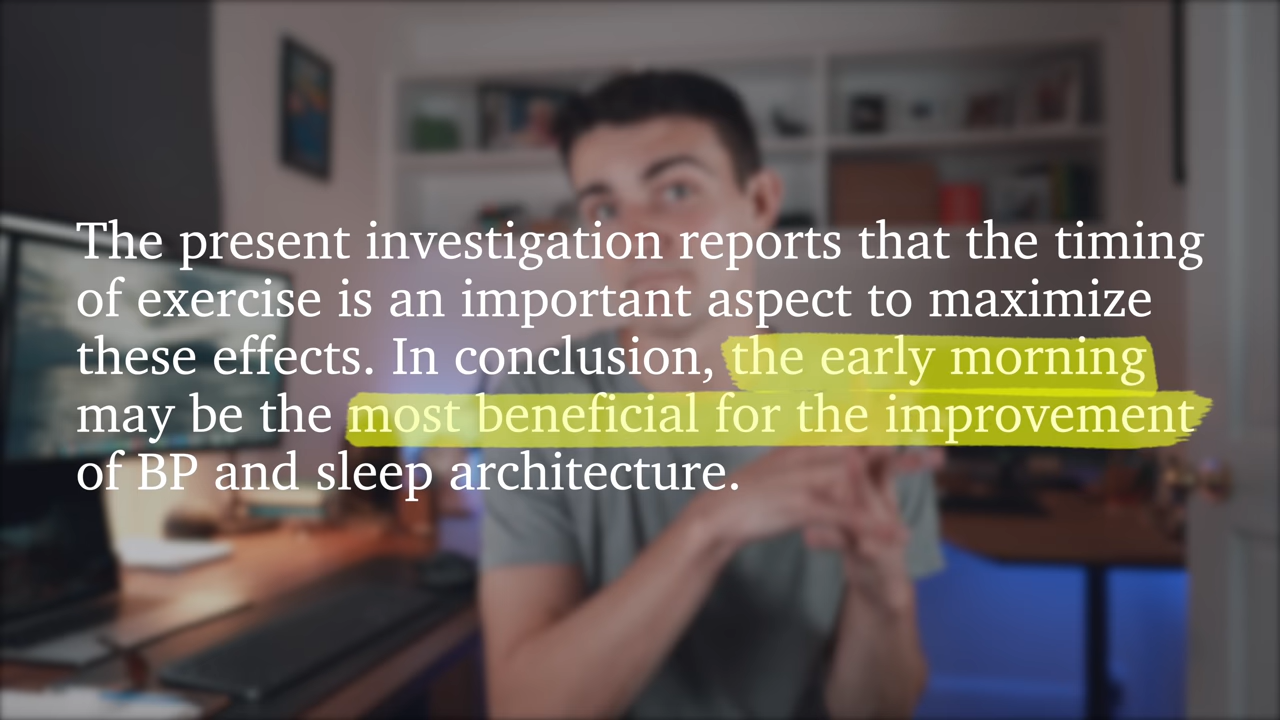 The present investigation reports that the timing
of exercise is an important aspect to maximize
these effects. In conclusion, the early morning
may be the most beneficial for the improvement
of BP and sleep architecture.